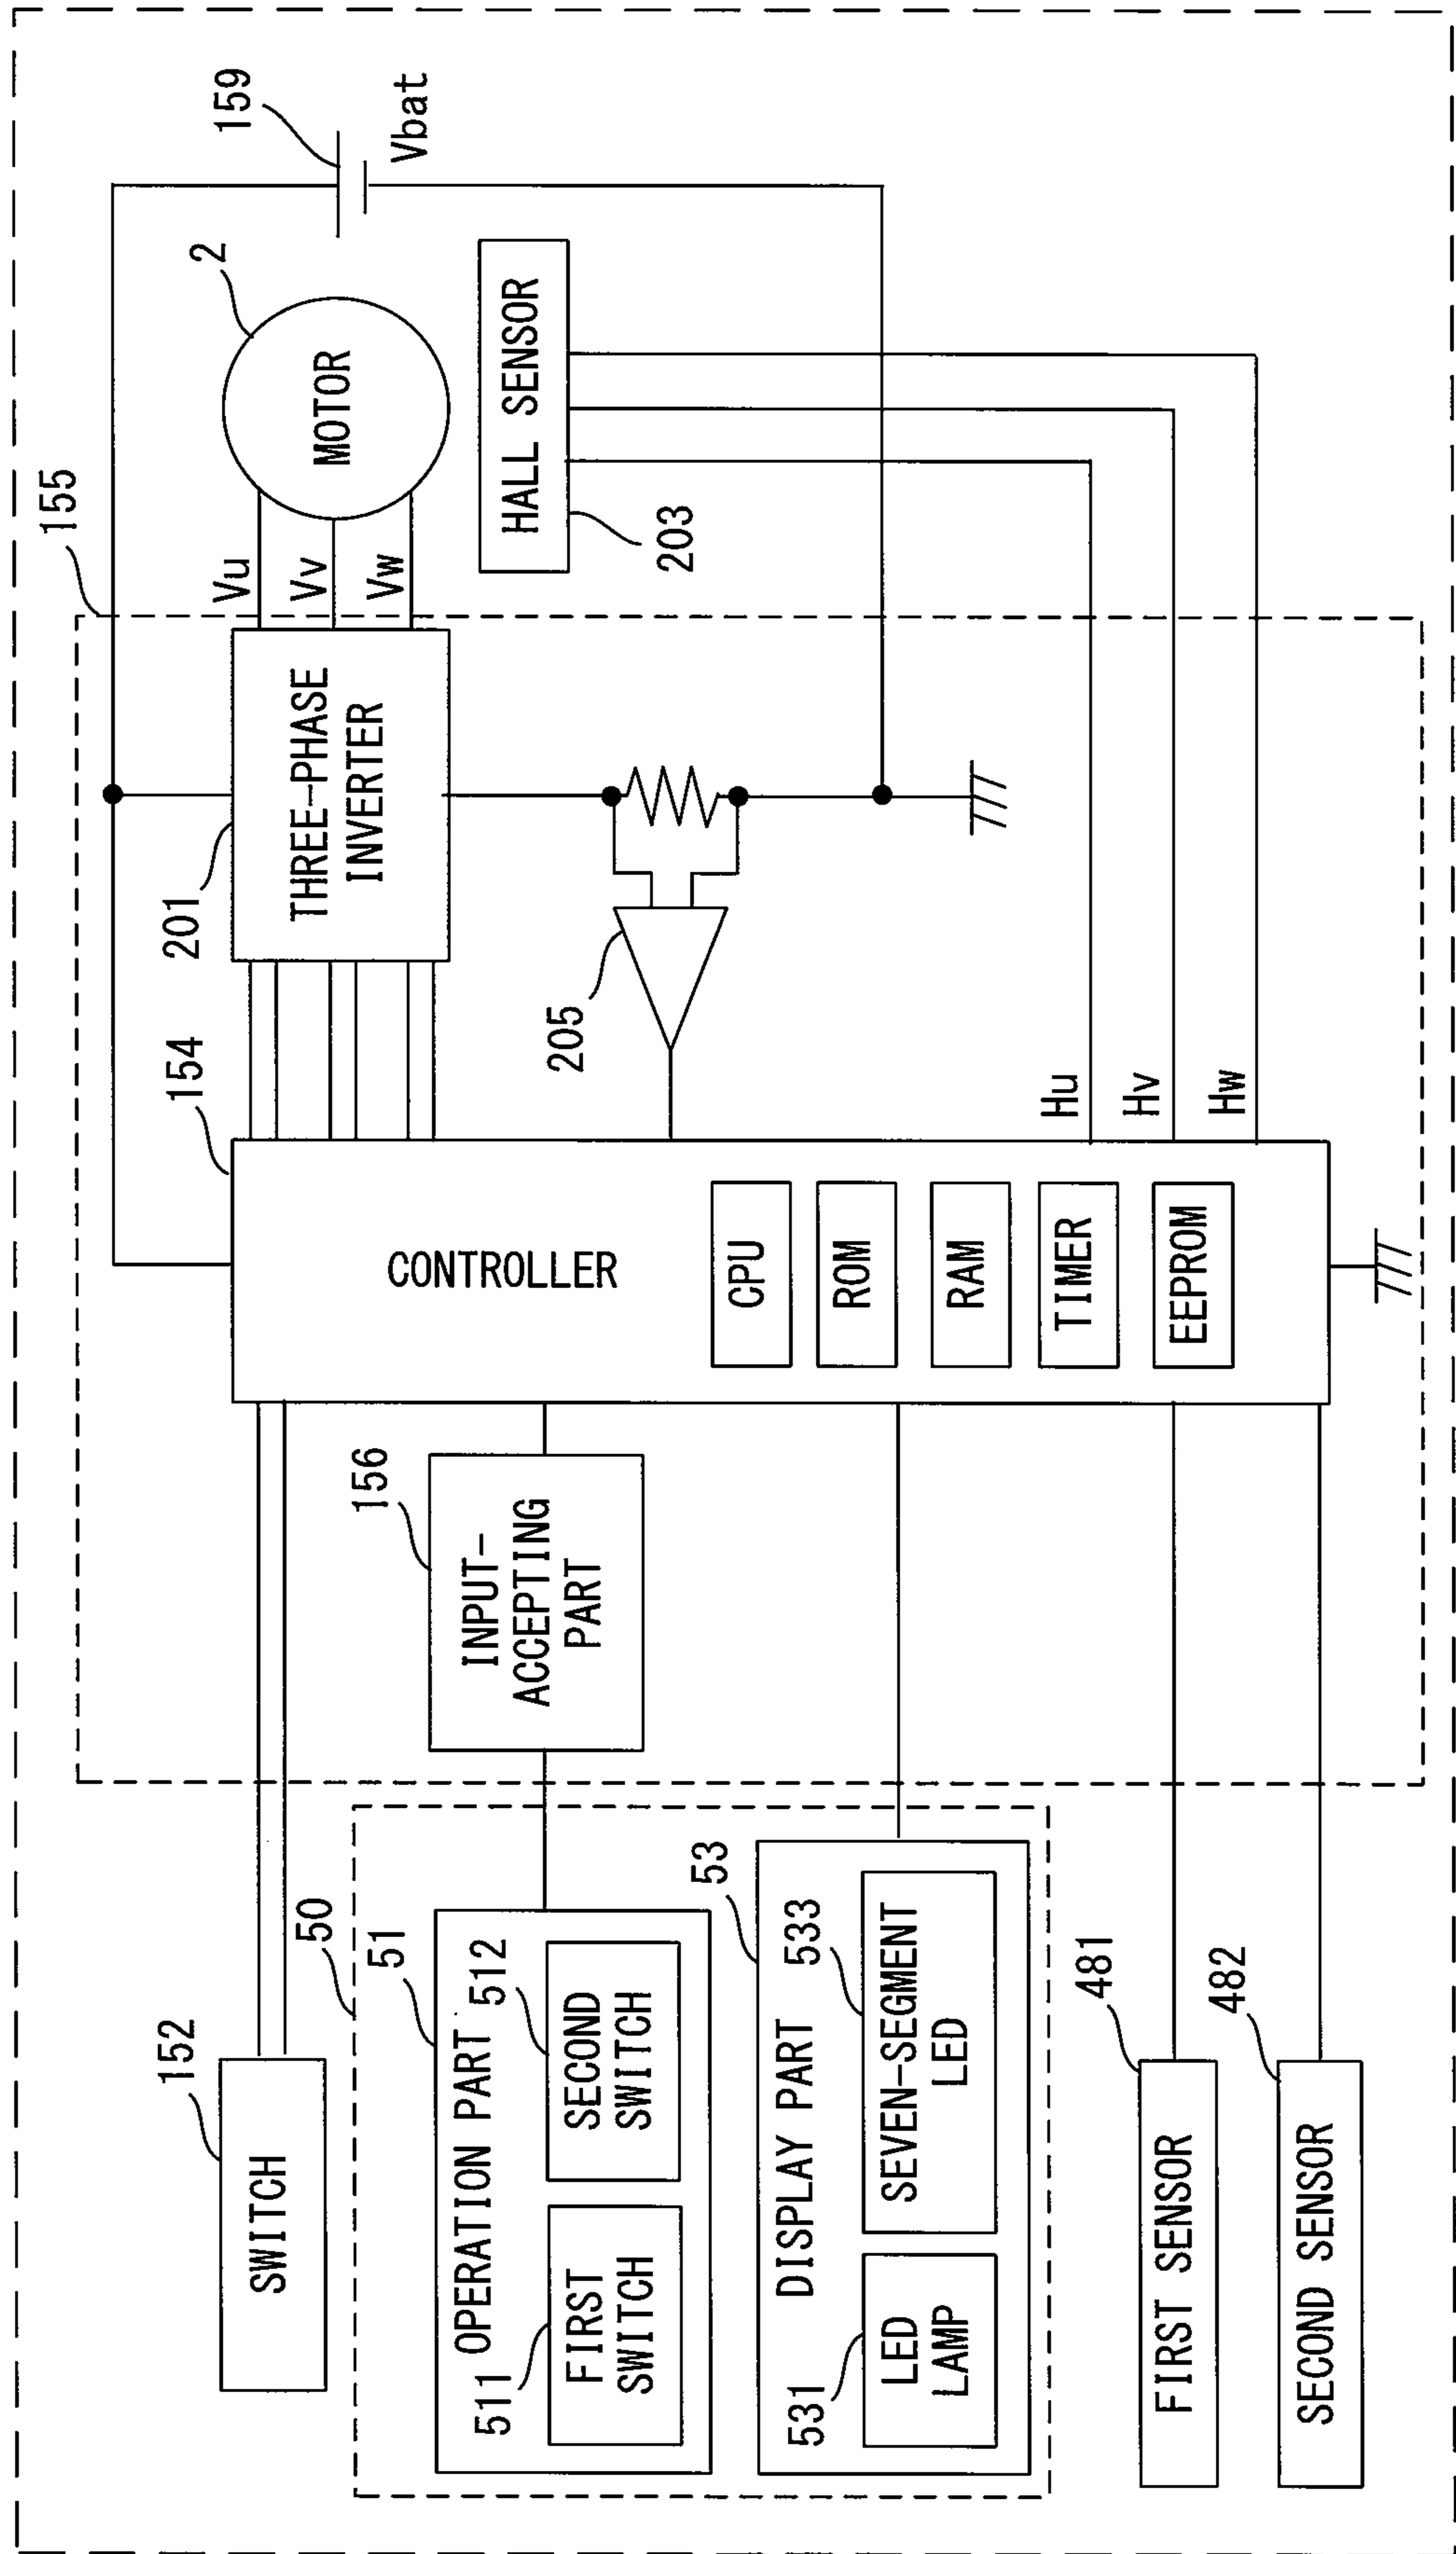 155
159
Vbat
2
MOTOR
Vu
Vv
Vw
HALL SENSOR
203
201
THREE-PHASE
INVERTER
205
154
CONTROLLER
CPU
ROM
RAM
TIMER
EEPROM
Hu
Hv
Hw
156
INPUT-
ACCEPTING
PART
152
SWITCH
50
51
OPERATION PART
511
FIRST
SWITCH
512
SECOND
SWITCH
53
DISPLAY PART
531
LED
LAMP
533
SEVEN-SEGMENT
LED
481
FIRST SENSOR
482
SECOND SENSOR